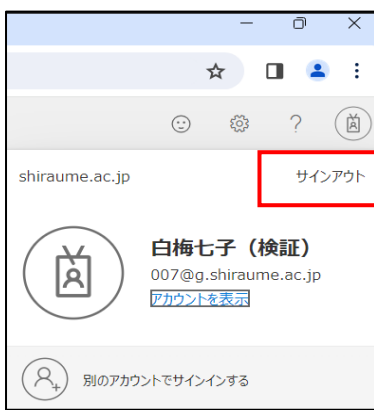 shiraume.ac.jp サインアウト
白梅七子（検証）
007@g.shiraume.ac.jp
アカウントを表示
別のアカウントでサインインする